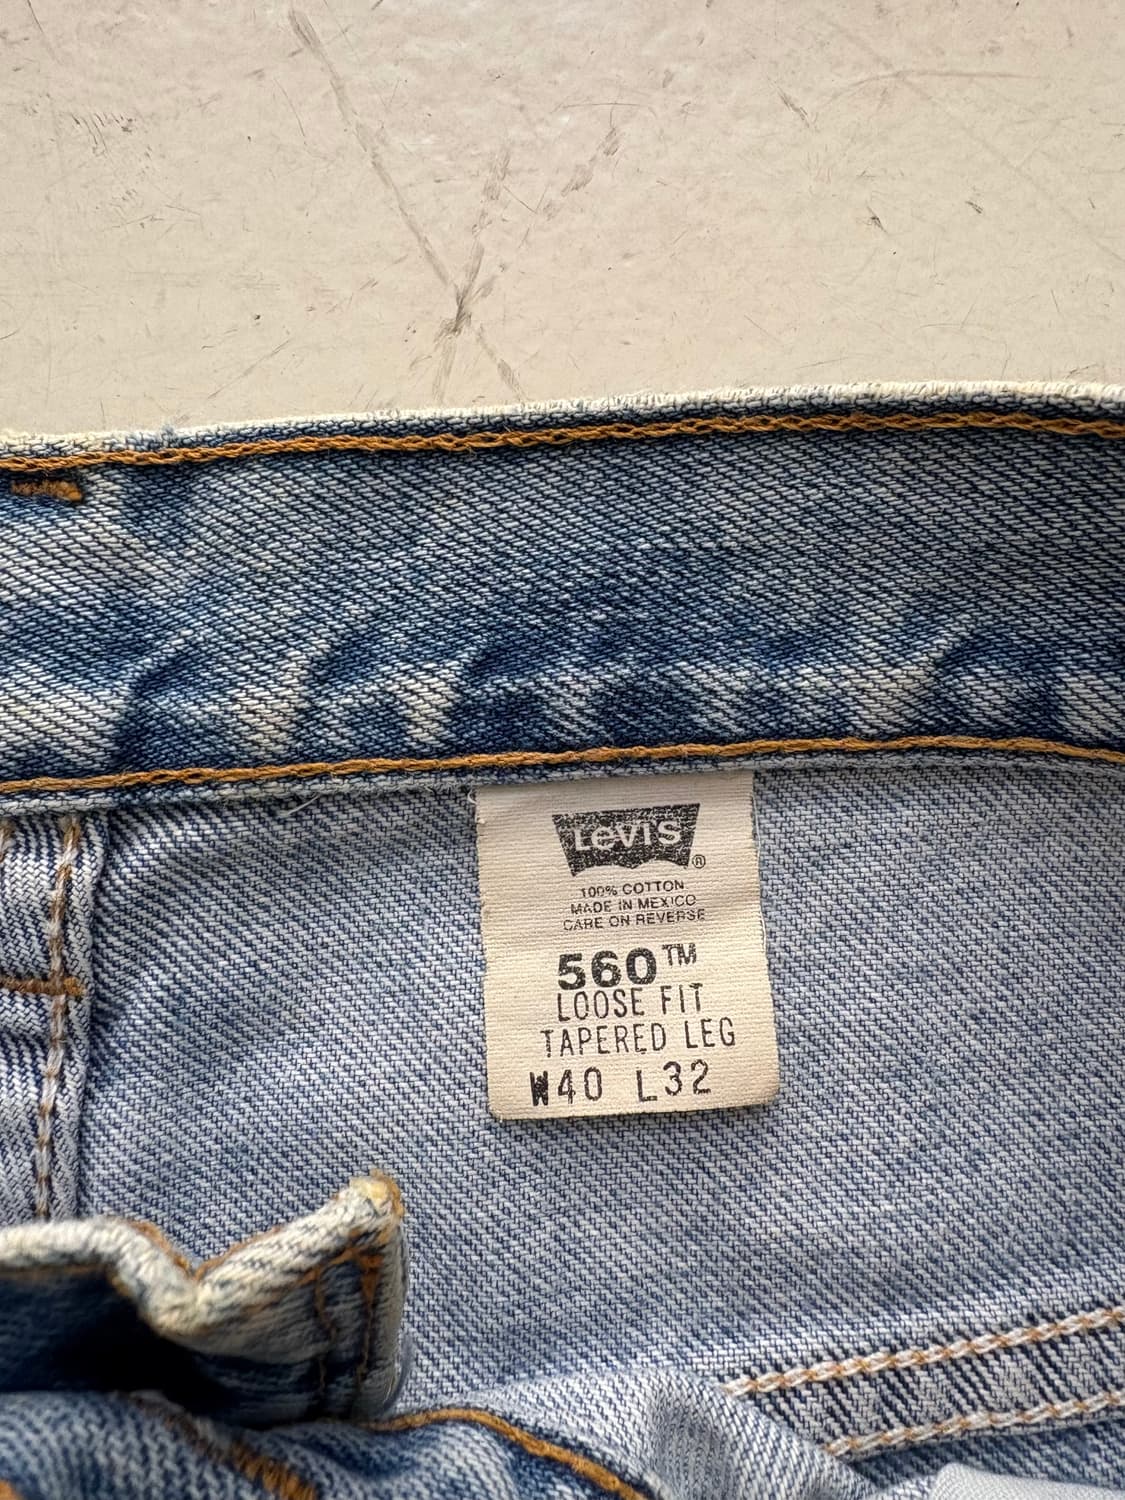 LEVI'S ®
100% COTTON
MADE IN MEXICO
CARE ON REVERSE
560™
LOOSE FIT
TAPERED LEG
W40 L32